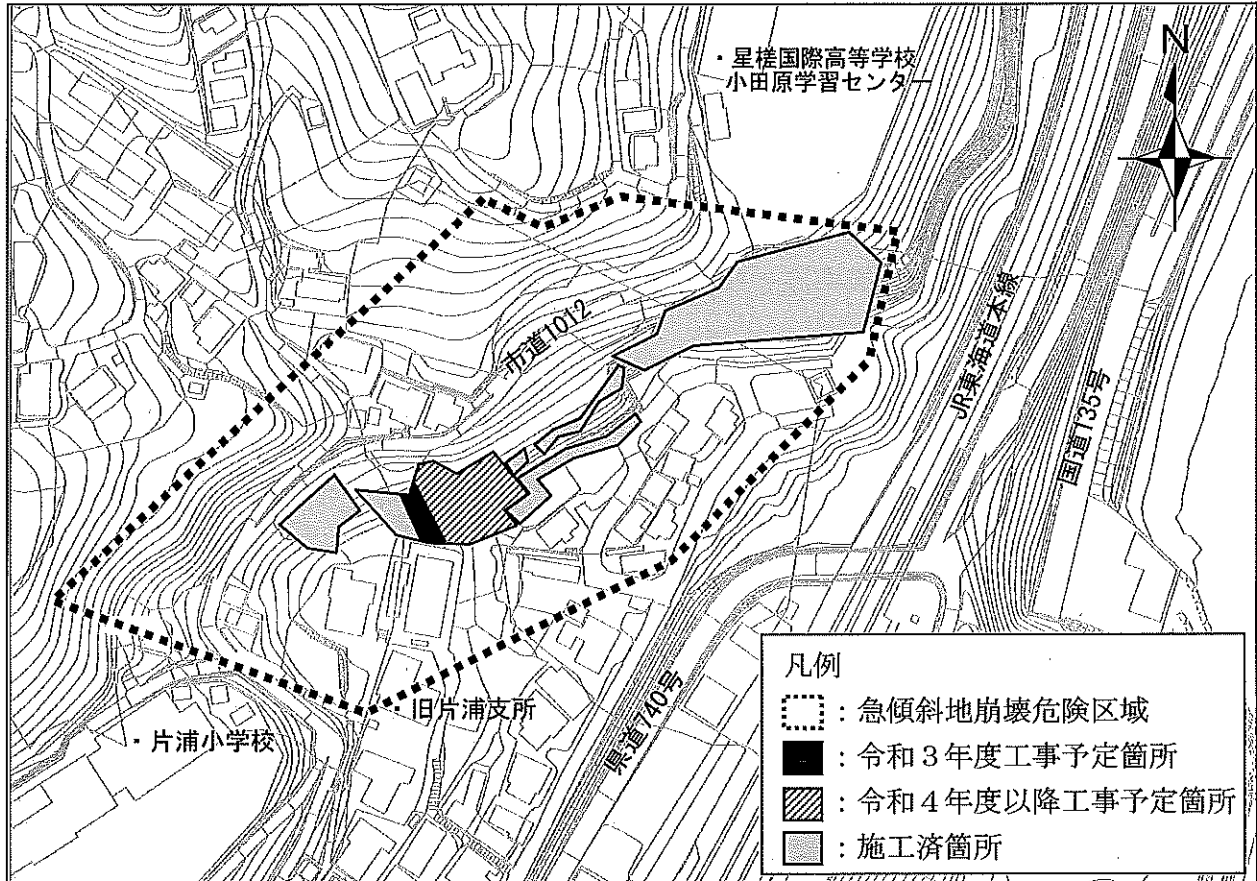 ・星槎国際高等学校
小田原学習センター
N
市道1012
JR東海道本線
国道135号
県道740号
・旧片浦支所
・片浦小学校
凡例
：急傾斜地崩壊危険区域
：令和３年度工事予定箇所
：令和４年度以降工事予定箇所
：施工済箇所